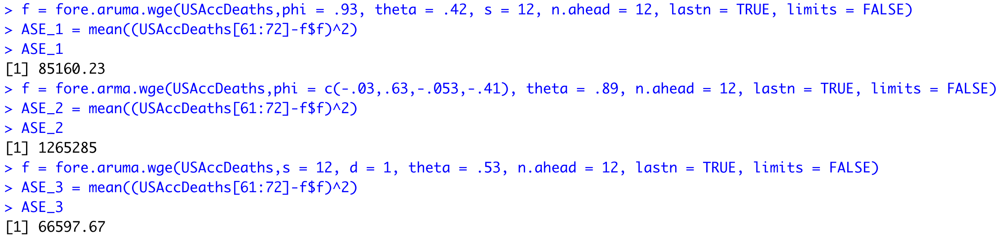 > f = fore.aruma.wge(USAccDeaths,phi = .93, theta = .42, s = 12, n.ahead = 12, lastn = TRUE, limits = FALSE)
> ASE_1 = mean((USAccDeaths[61:72]-f$f)^2)
> ASE_1
[1] 85160.23
> f = fore.arma.wge(USAccDeaths,phi = c(-.03,.63,-.053,-.41), theta = .89, n.ahead = 12, lastn = TRUE, limits = FALSE)
> ASE_2 = mean((USAccDeaths[61:72]-f$f)^2)
> ASE_2
[1] 1265285
> f = fore.aruma.wge(USAccDeaths,s = 12, d = 1, theta = .53, n.ahead = 12, lastn = TRUE, limits = FALSE)
> ASE_3 = mean((USAccDeaths[61:72]-f$f)^2)
> ASE_3
[1] 66597.67